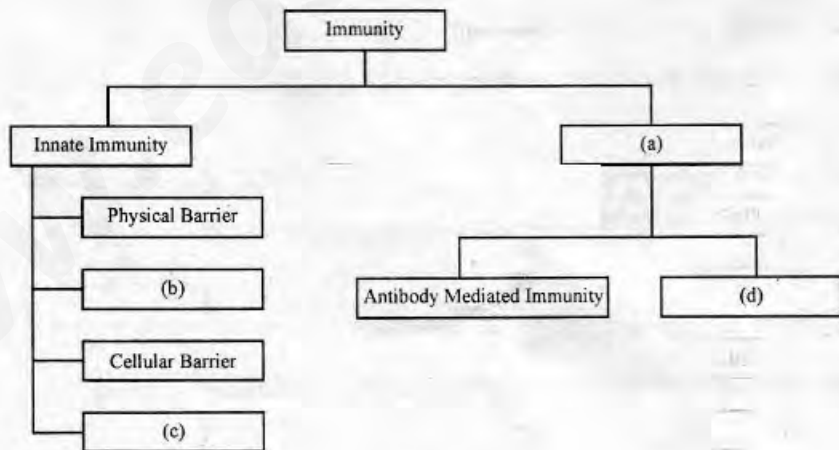 Immunity
Innate Immunity
(a)
Physical Barrier
(b)
Antibody Mediated Immunity
(d)
Cellular Barrier
(c)